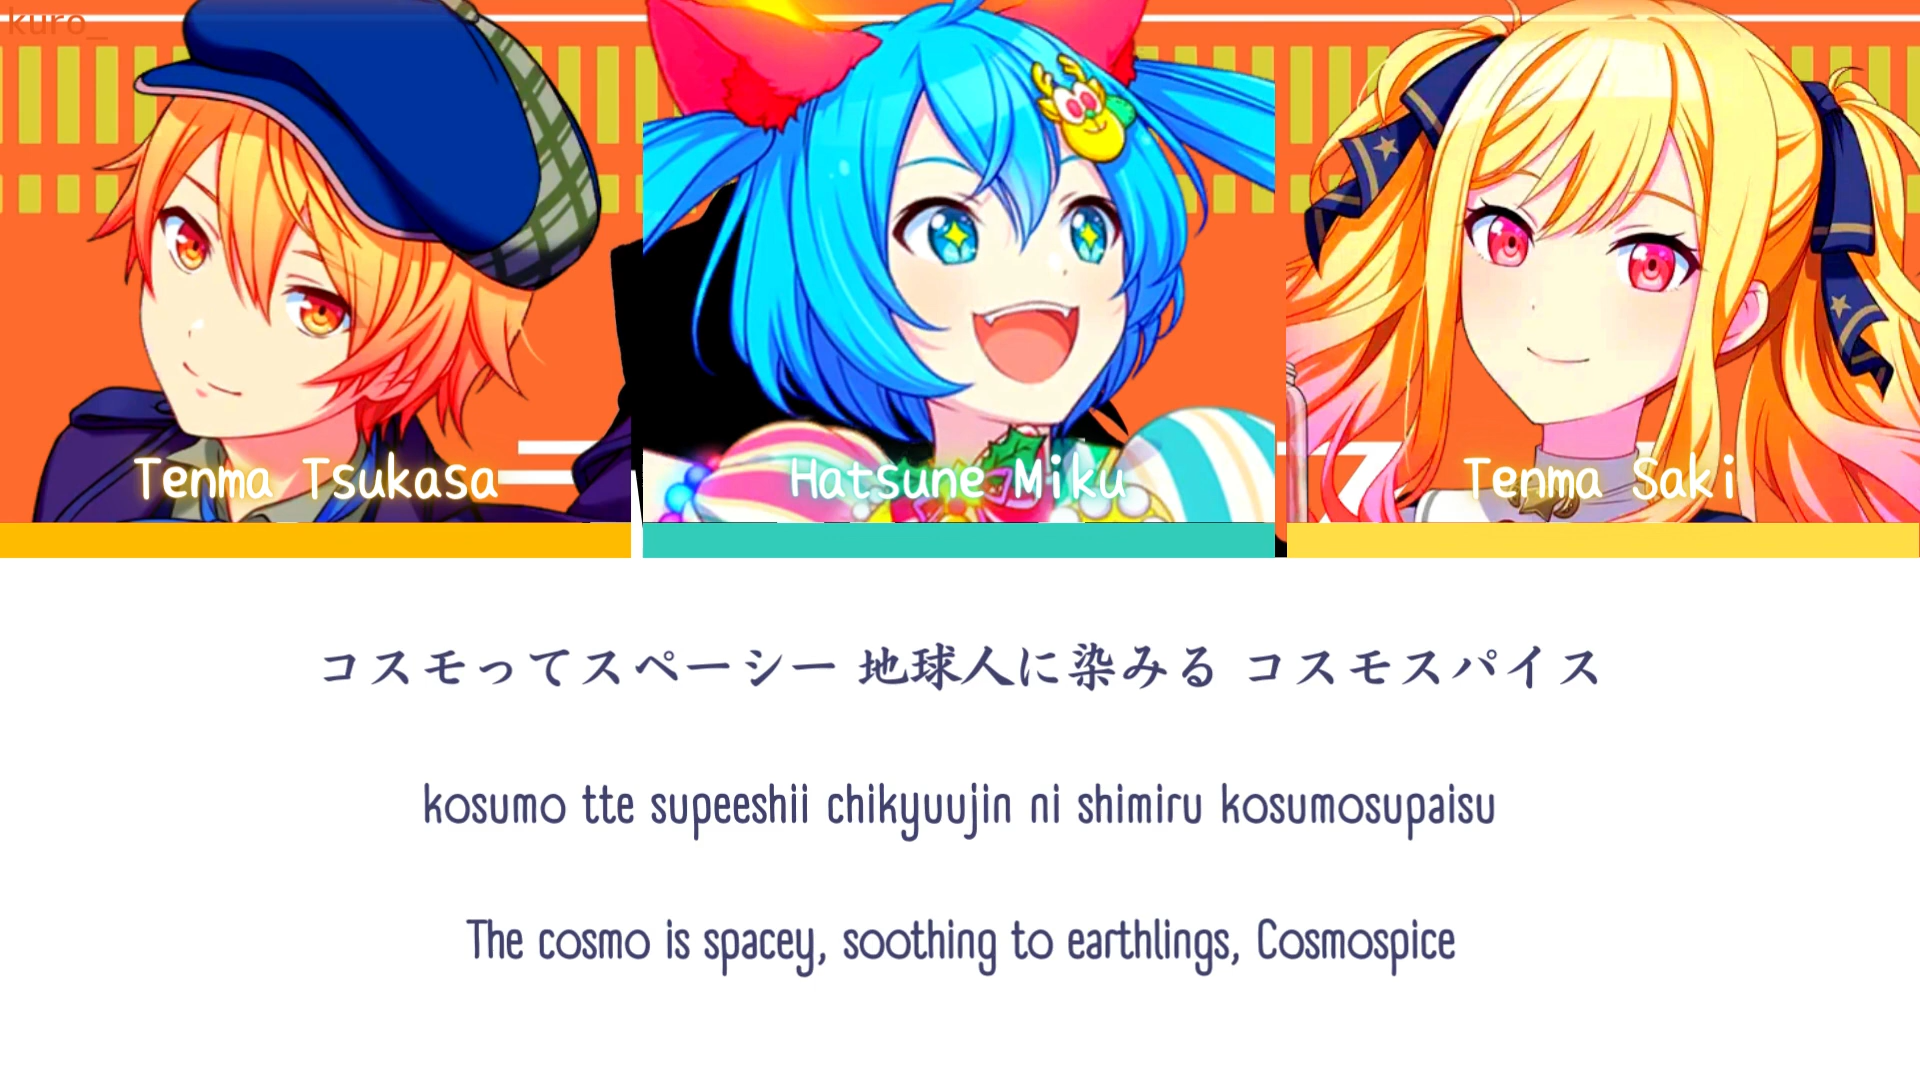 kuro_
Tenma Tsukasa
Hatsune Miku
Tenma Saki
コスモってスペーシー 地球人に染みる コスモスパイス
kosumo tte supeeshii chikyuujin ni shimiru kosumosupaisu
The cosmo is spacey, soothing to earthlings, Cosmospice